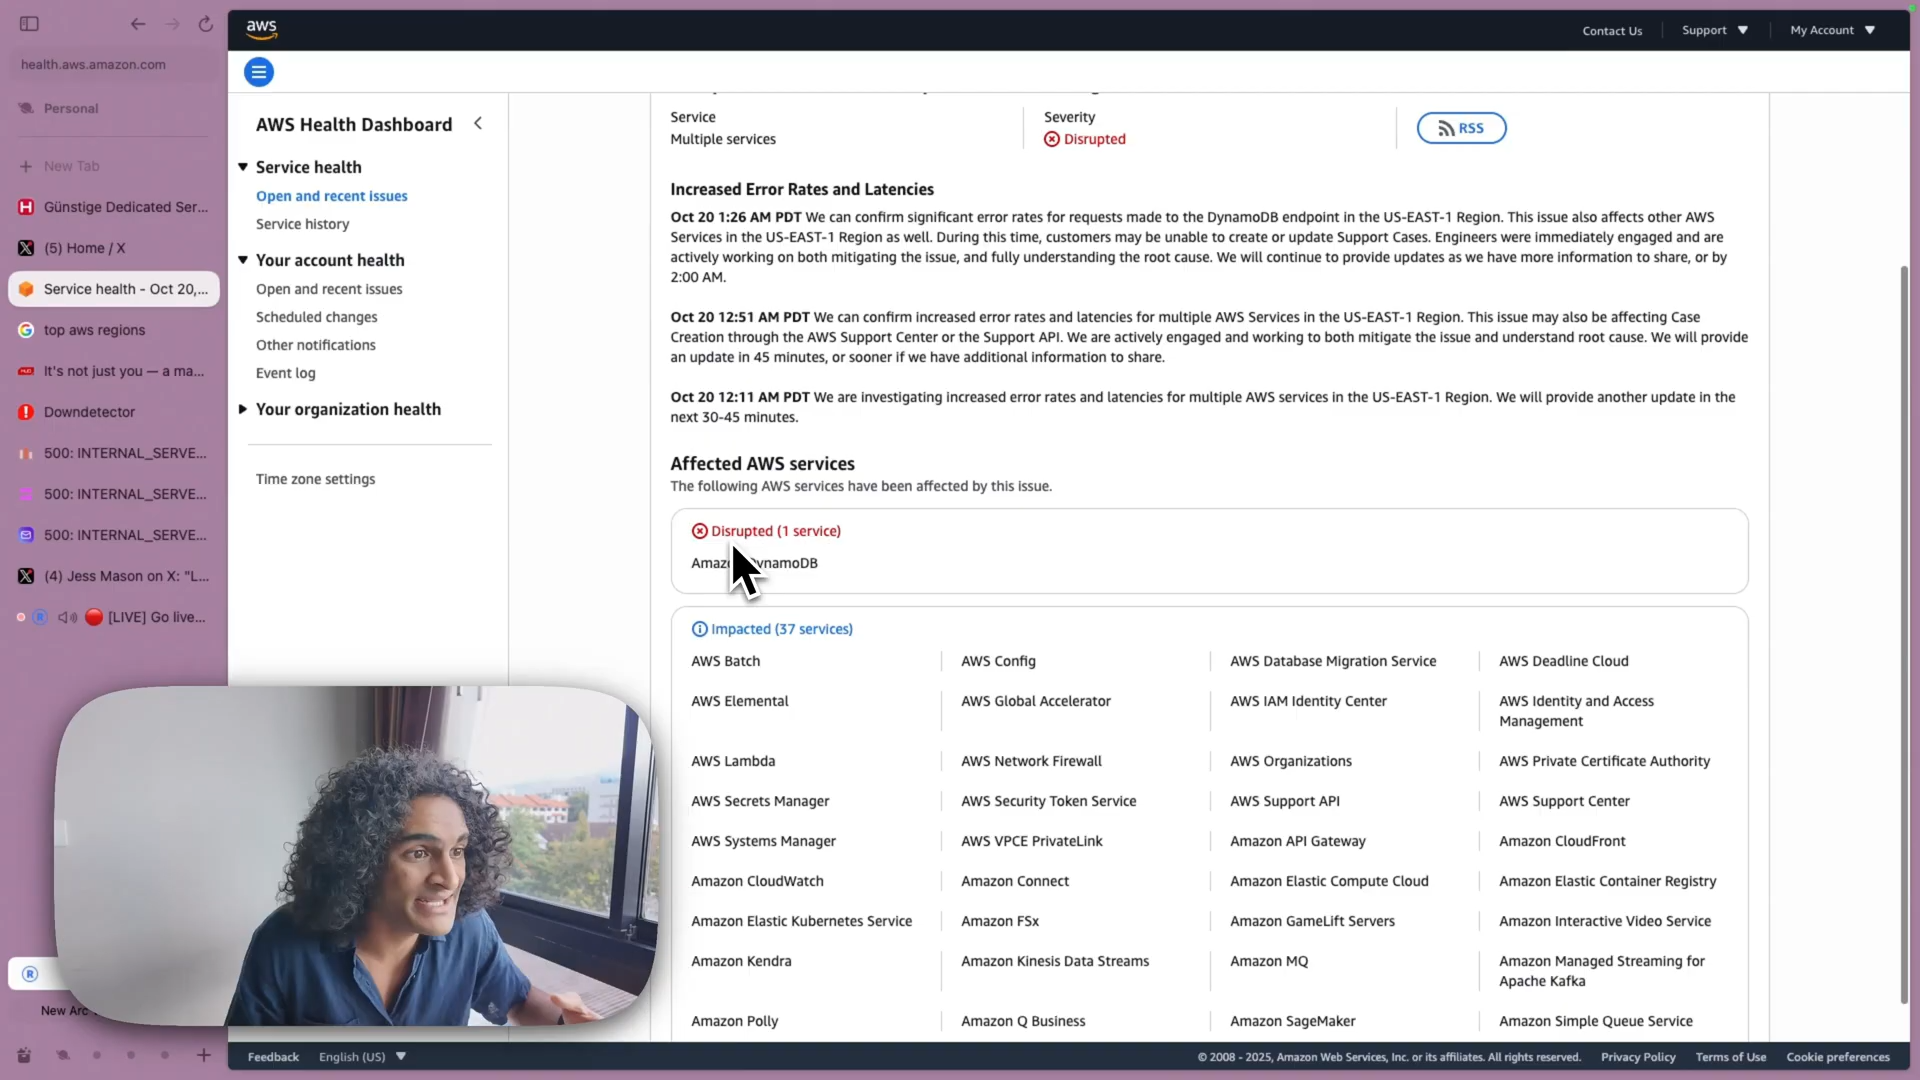 aws
Contact Us
Support
My Account
health.aws.amazon.com
Personal
New Tab
Günstige Dedicated Ser...
(5) Home / X
Service health - Oct 20,...
top aws regions
It's not just you — a ma...
Downdetector
500: INTERNAL_SERVE...
500: INTERNAL_SERVE...
500: INTERNAL_SERVE...
(4) Jess Mason on X: "L...
[LIVE] Go live...
New Arc
AWS Health Dashboard
Service health
Open and recent issues
Service history
Your account health
Open and recent issues
Scheduled changes
Other notifications
Event log
Your organization health
Time zone settings
Service
Multiple services
Severity
Disrupted
RSS
Increased Error Rates and Latencies
Oct 20 1:26 AM PDT We can confirm significant error rates for requests made to the DynamoDB endpoint in the US-EAST-1 Region. This issue also affects other AWS
Services in the US-EAST-1 Region as well. During this time, customers may be unable to create or update Support Cases. Engineers were immediately engaged and are
actively working on both mitigating the issue, and fully understanding the root cause. We will continue to provide updates as we have more information to share, or by
2:00 AM.
Oct 20 12:51 AM PDT We can confirm increased error rates and latencies for multiple AWS Services in the US-EAST-1 Region. This issue may also be affecting Case
Creation through the AWS Support Center or the Support API. We are actively engaged and working to both mitigate the issue and understand root cause. We will provide
an update in 45 minutes, or sooner if we have additional information to share.
Oct 20 12:11 AM PDT We are investigating increased error rates and latencies for multiple AWS services in the US-EAST-1 Region. We will provide another update in the
next 30-45 minutes.
Affected AWS services
The following AWS services have been affected by this issue.
Disrupted (1 service)
Amazon DynamoDB
Impacted (37 services)
AWS Batch
AWS Config
AWS Database Migration Service
AWS Deadline Cloud
AWS Elemental
AWS Global Accelerator
AWS IAM Identity Center
AWS Identity and Access
Management
AWS Lambda
AWS Network Firewall
AWS Organizations
AWS Private Certificate Authority
AWS Secrets Manager
AWS Security Token Service
AWS Support API
AWS Support Center
AWS Systems Manager
AWS VPCE PrivateLink
Amazon API Gateway
Amazon CloudFront
Amazon CloudWatch
Amazon Connect
Amazon Elastic Compute Cloud
Amazon Elastic Container Registry
Amazon Elastic Kubernetes Service
Amazon FSx
Amazon GameLift Servers
Amazon Interactive Video Service
Amazon Kendra
Amazon Kinesis Data Streams
Amazon MQ
Amazon Managed Streaming for
Apache Kafka
Amazon Polly
Amazon Q Business
Amazon SageMaker
Amazon Simple Queue Service
Feedback
English (US)
© 2008 - 2025, Amazon Web Services, Inc. or its affiliates. All rights reserved.
Privacy Policy
Terms of Use
Cookie preferences